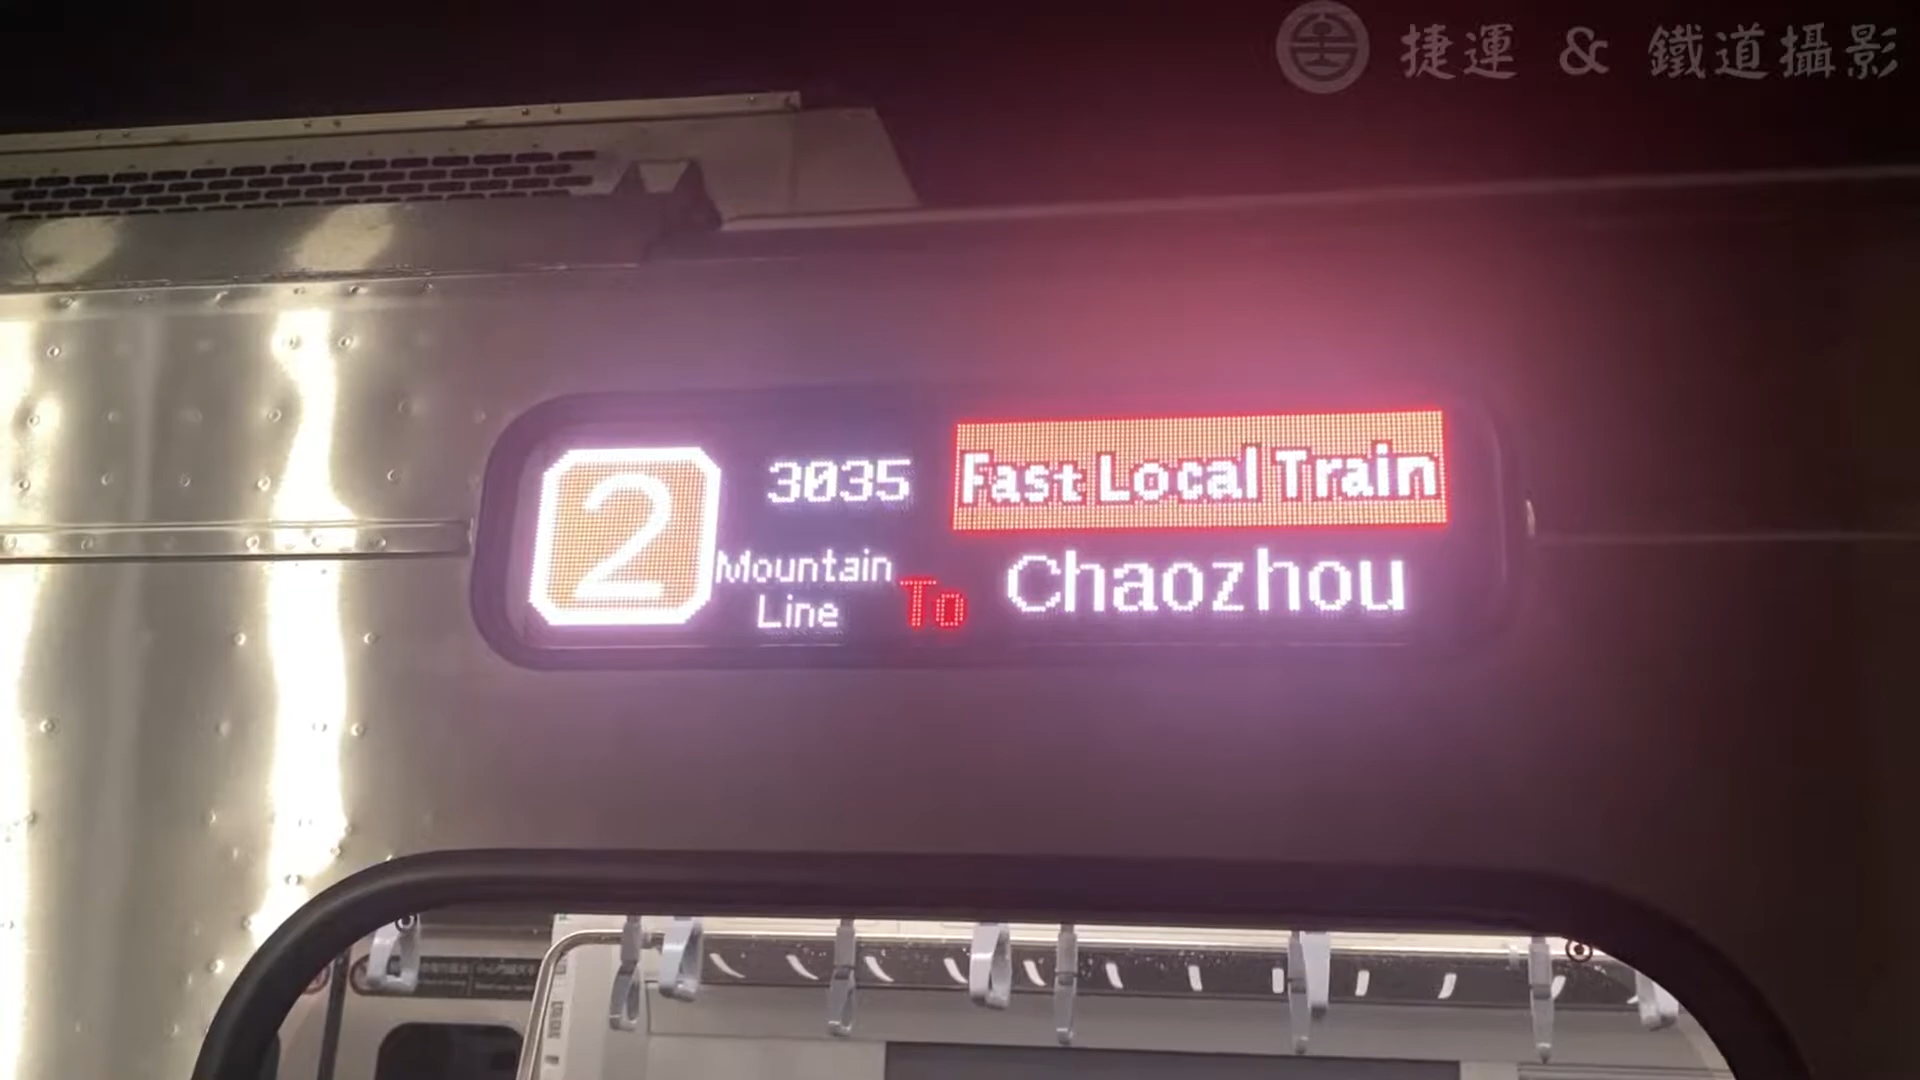 捷運 & 鐵道攝影
2
3035
Fast Local Train
Mountain
Line
To
Chaozhou